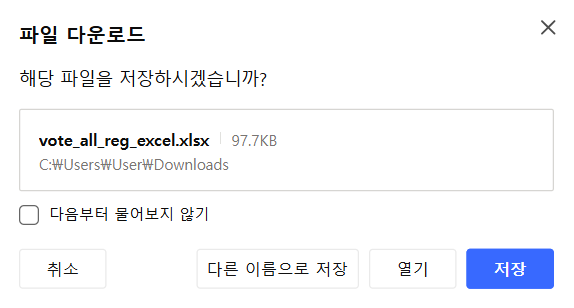 파일 다운로드
해당 파일을 저장하시겠습니까?
vote_all_reg_excel.xlsx 97.7KB
C:₩Users₩User₩Downloads
다음부터 물어보지 않기
취소 다른 이름으로 저장 열기 저장